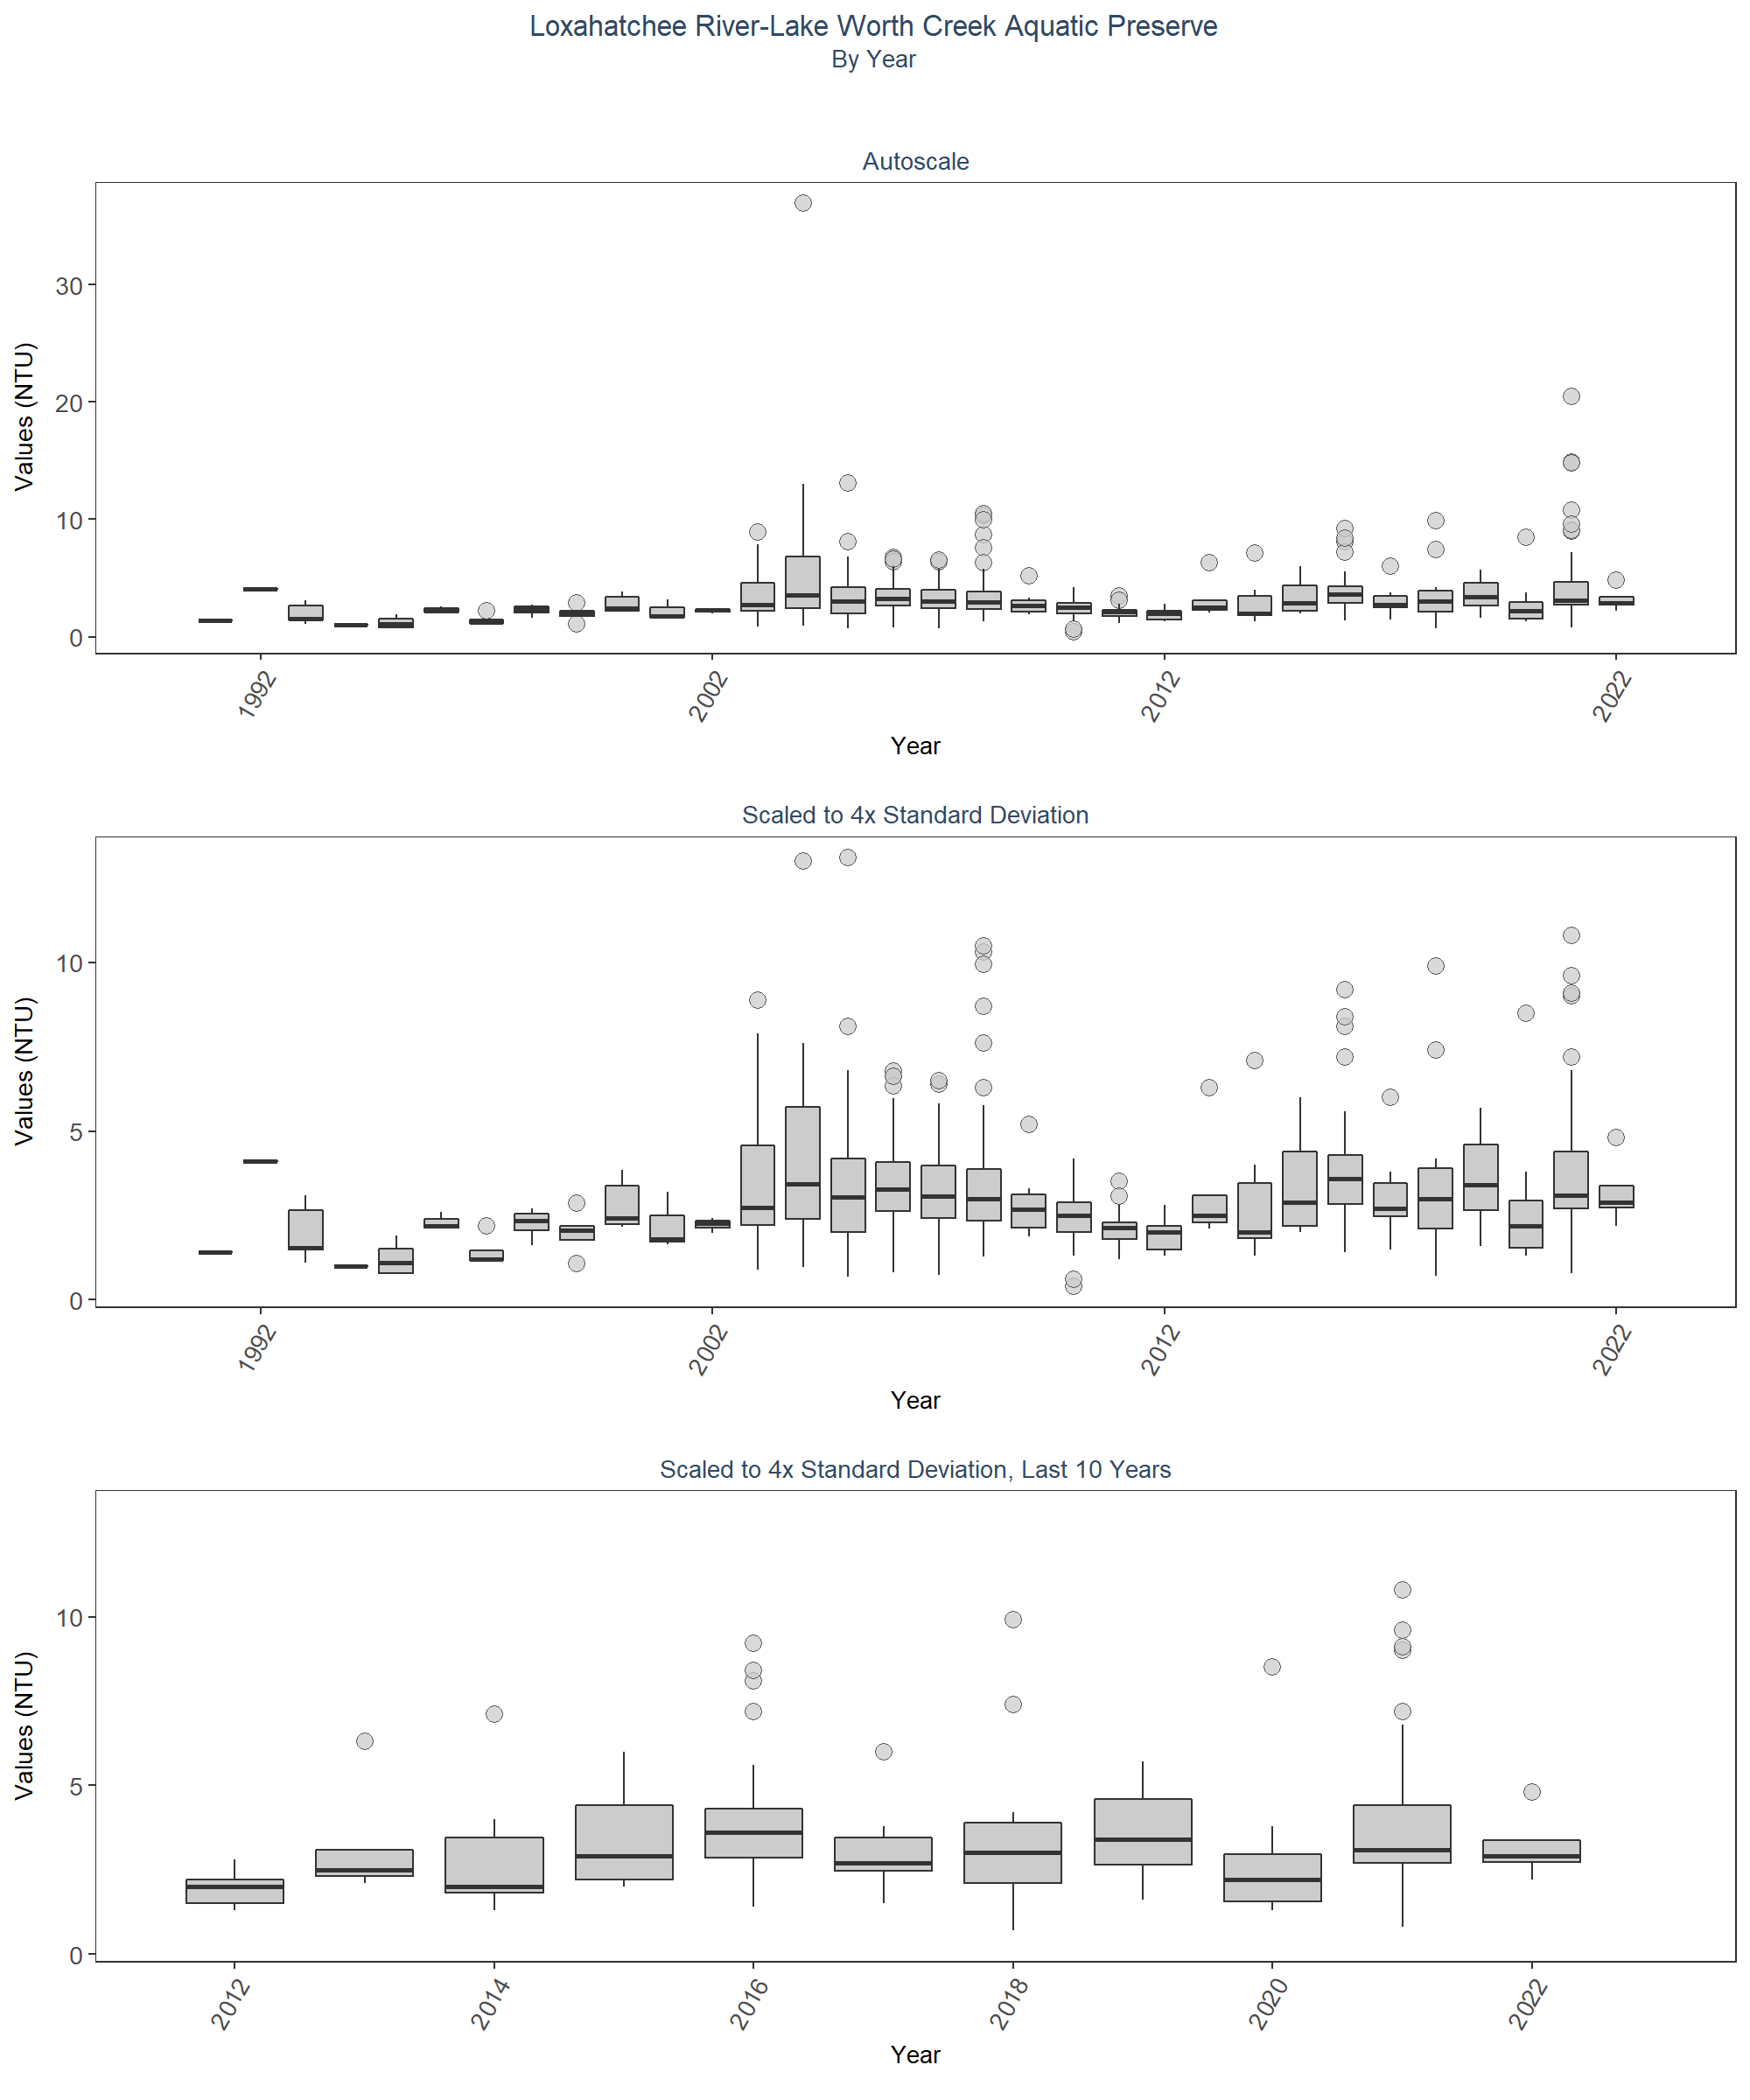 Loxahatchee River-Lake Worth Creek Aquatic Preserve
By Year
Autoscale
Values (NTU)
30
20
10
0
1992
2002
2012
2022
Year
Scaled to 4x Standard Deviation
Values (NTU)
10
5
0
1992
2002
2012
2022
Year
Scaled to 4x Standard Deviation, Last 10 Years
Values (NTU)
10
5
0
2012
2014
2016
2018
2020
2022
Year